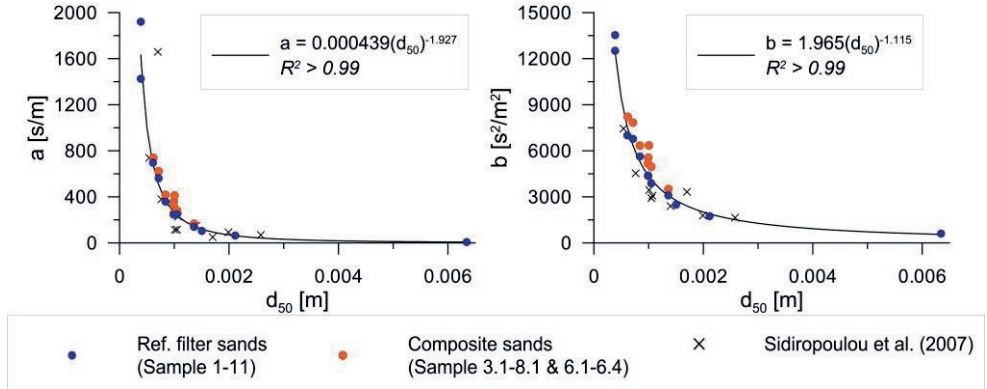 2000
1600
1200
800
400
0
a [s/m]
a = 0.000439(d50)-1.927
R2 > 0.99
0 0.002 0.004 0.006
d50 [m]
15000
12000
9000
6000
3000
0
b [s2/m2]
b = 1.965(d50)-1.115
R2 > 0.99
0 0.002 0.004 0.006
d50 [m]
Ref. filter sands
(Sample 1-11)
Composite sands
(Sample 3.1-8.1 & 6.1-6.4)
Sidiropoulou et al. (2007)